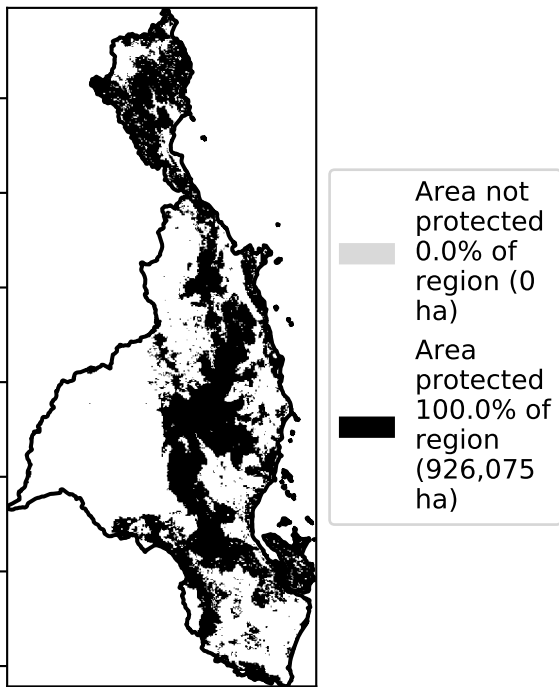 Area not
protected
0.0% of
region (0
ha)
Area
protected
100.0% of
region
(926,075
ha)